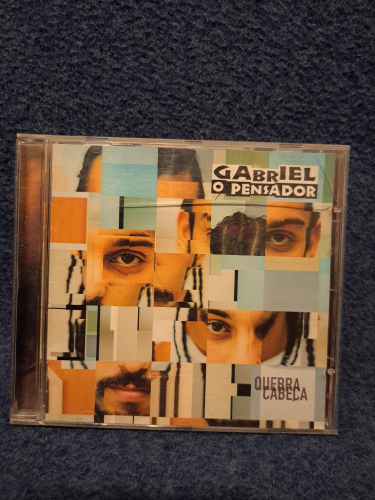 GAbRIEL
O PENSADOR
QUEBRA
CABEÇA